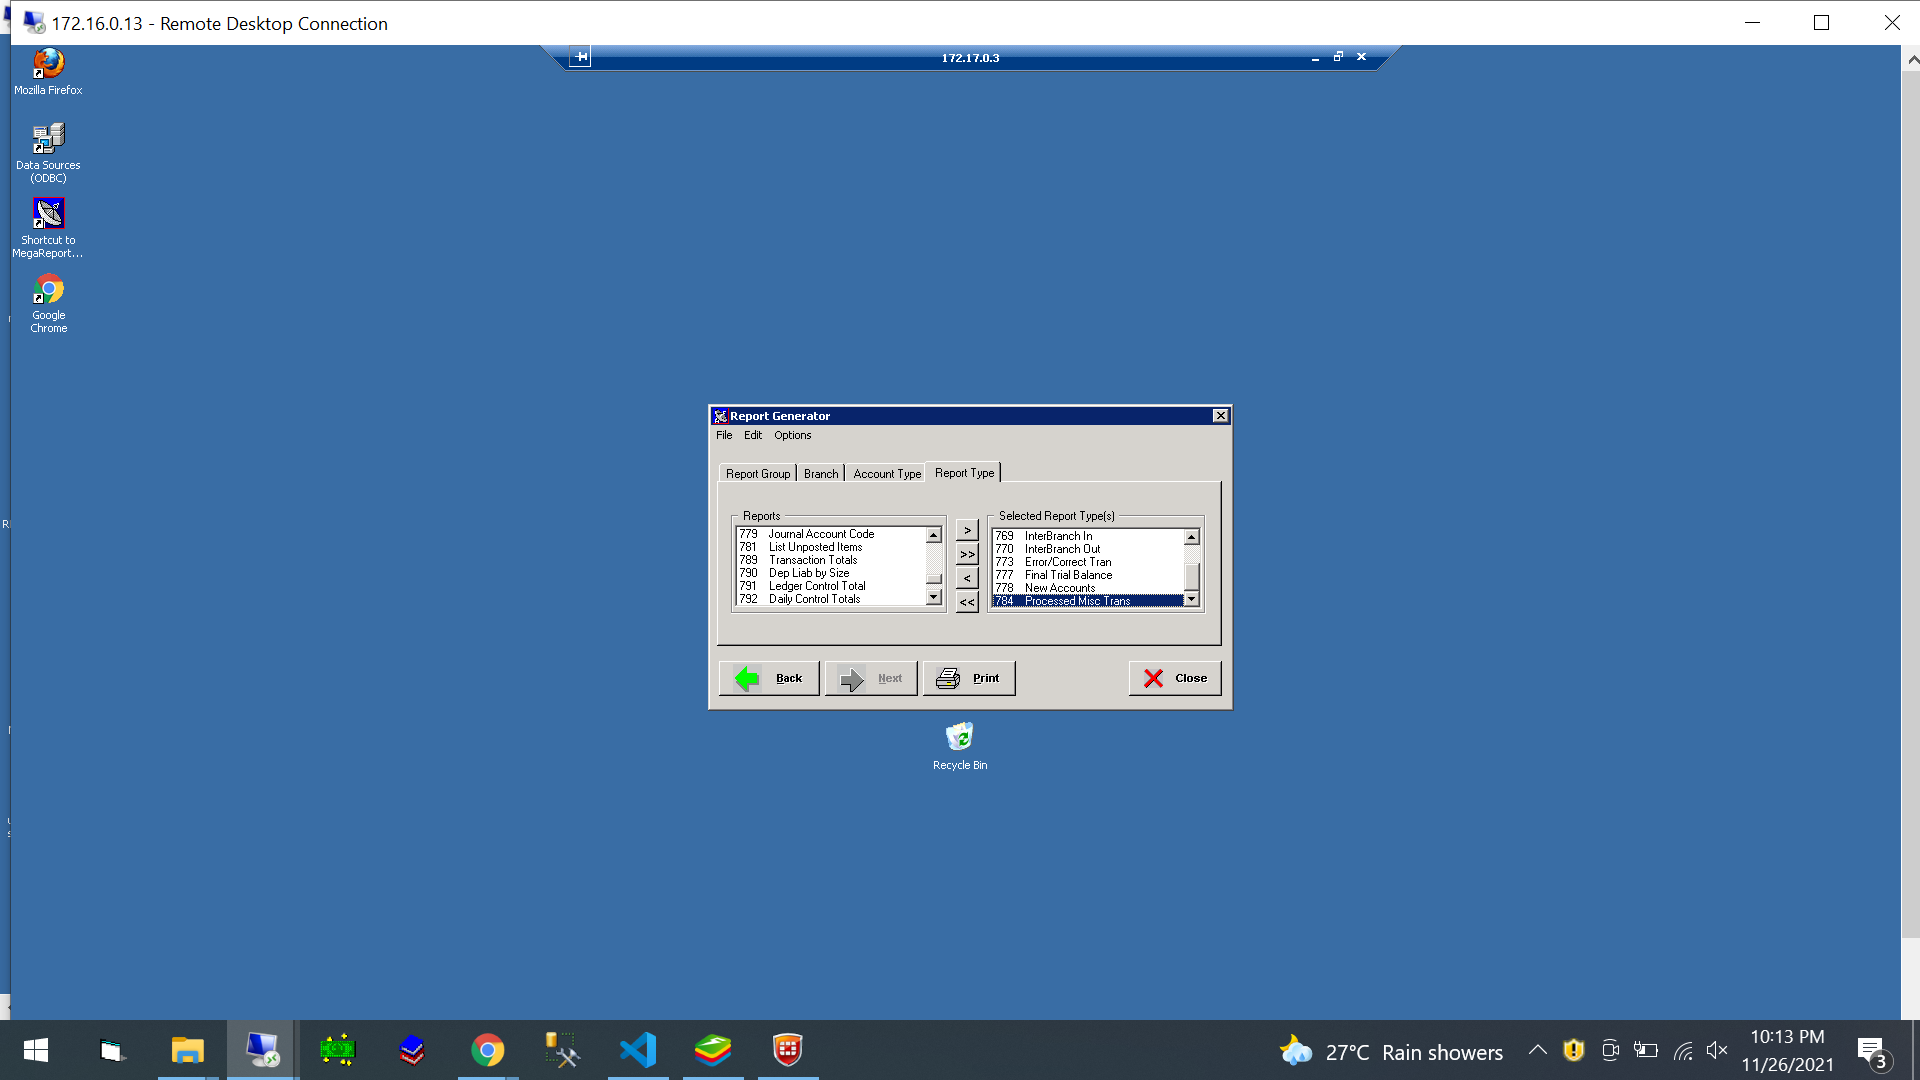 172.16.0.13 - Remote Desktop Connection
172.17.0.3
Mozilla Firefox
Data Sources
(ODBC)
Shortcut to
MegaReport...
Google
Chrome
Report Generator
File Edit Options
Report Group Branch Account Type Report Type
Reports
779 Journal Account Code
781 List Unposted Items
789 Transaction Totals
790 Dep Liab by Size
791 Ledger Control Total
792 Daily Control Totals
>
>>
<
<<
Selected Report Type(s)
769 InterBranch In
770 InterBranch Out
773 Error/Correct Tran
777 Final Trial Balance
778 New Accounts
784 Processed Misc Trans
Back Next Print Close
Recycle Bin
27°C Rain showers
10:13 PM
11/26/2021
3